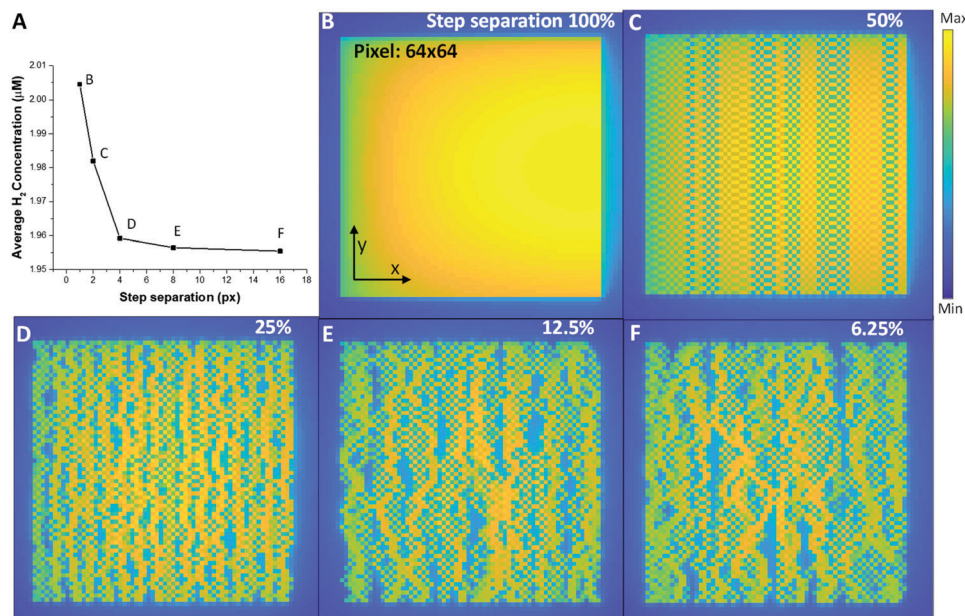 A
Average H₂ Concentration (μM)
2.01
2.00
1.99
1.98
1.97
1.96
1.95
B
C
D
E
F
0 2 4 6 8 10 12 14 16 18
Step separation (px)
B
Step separation 100%
Pixel: 64x64
y
x
C
50%
Max
Min
D
25%
E
12.5%
F
6.25%